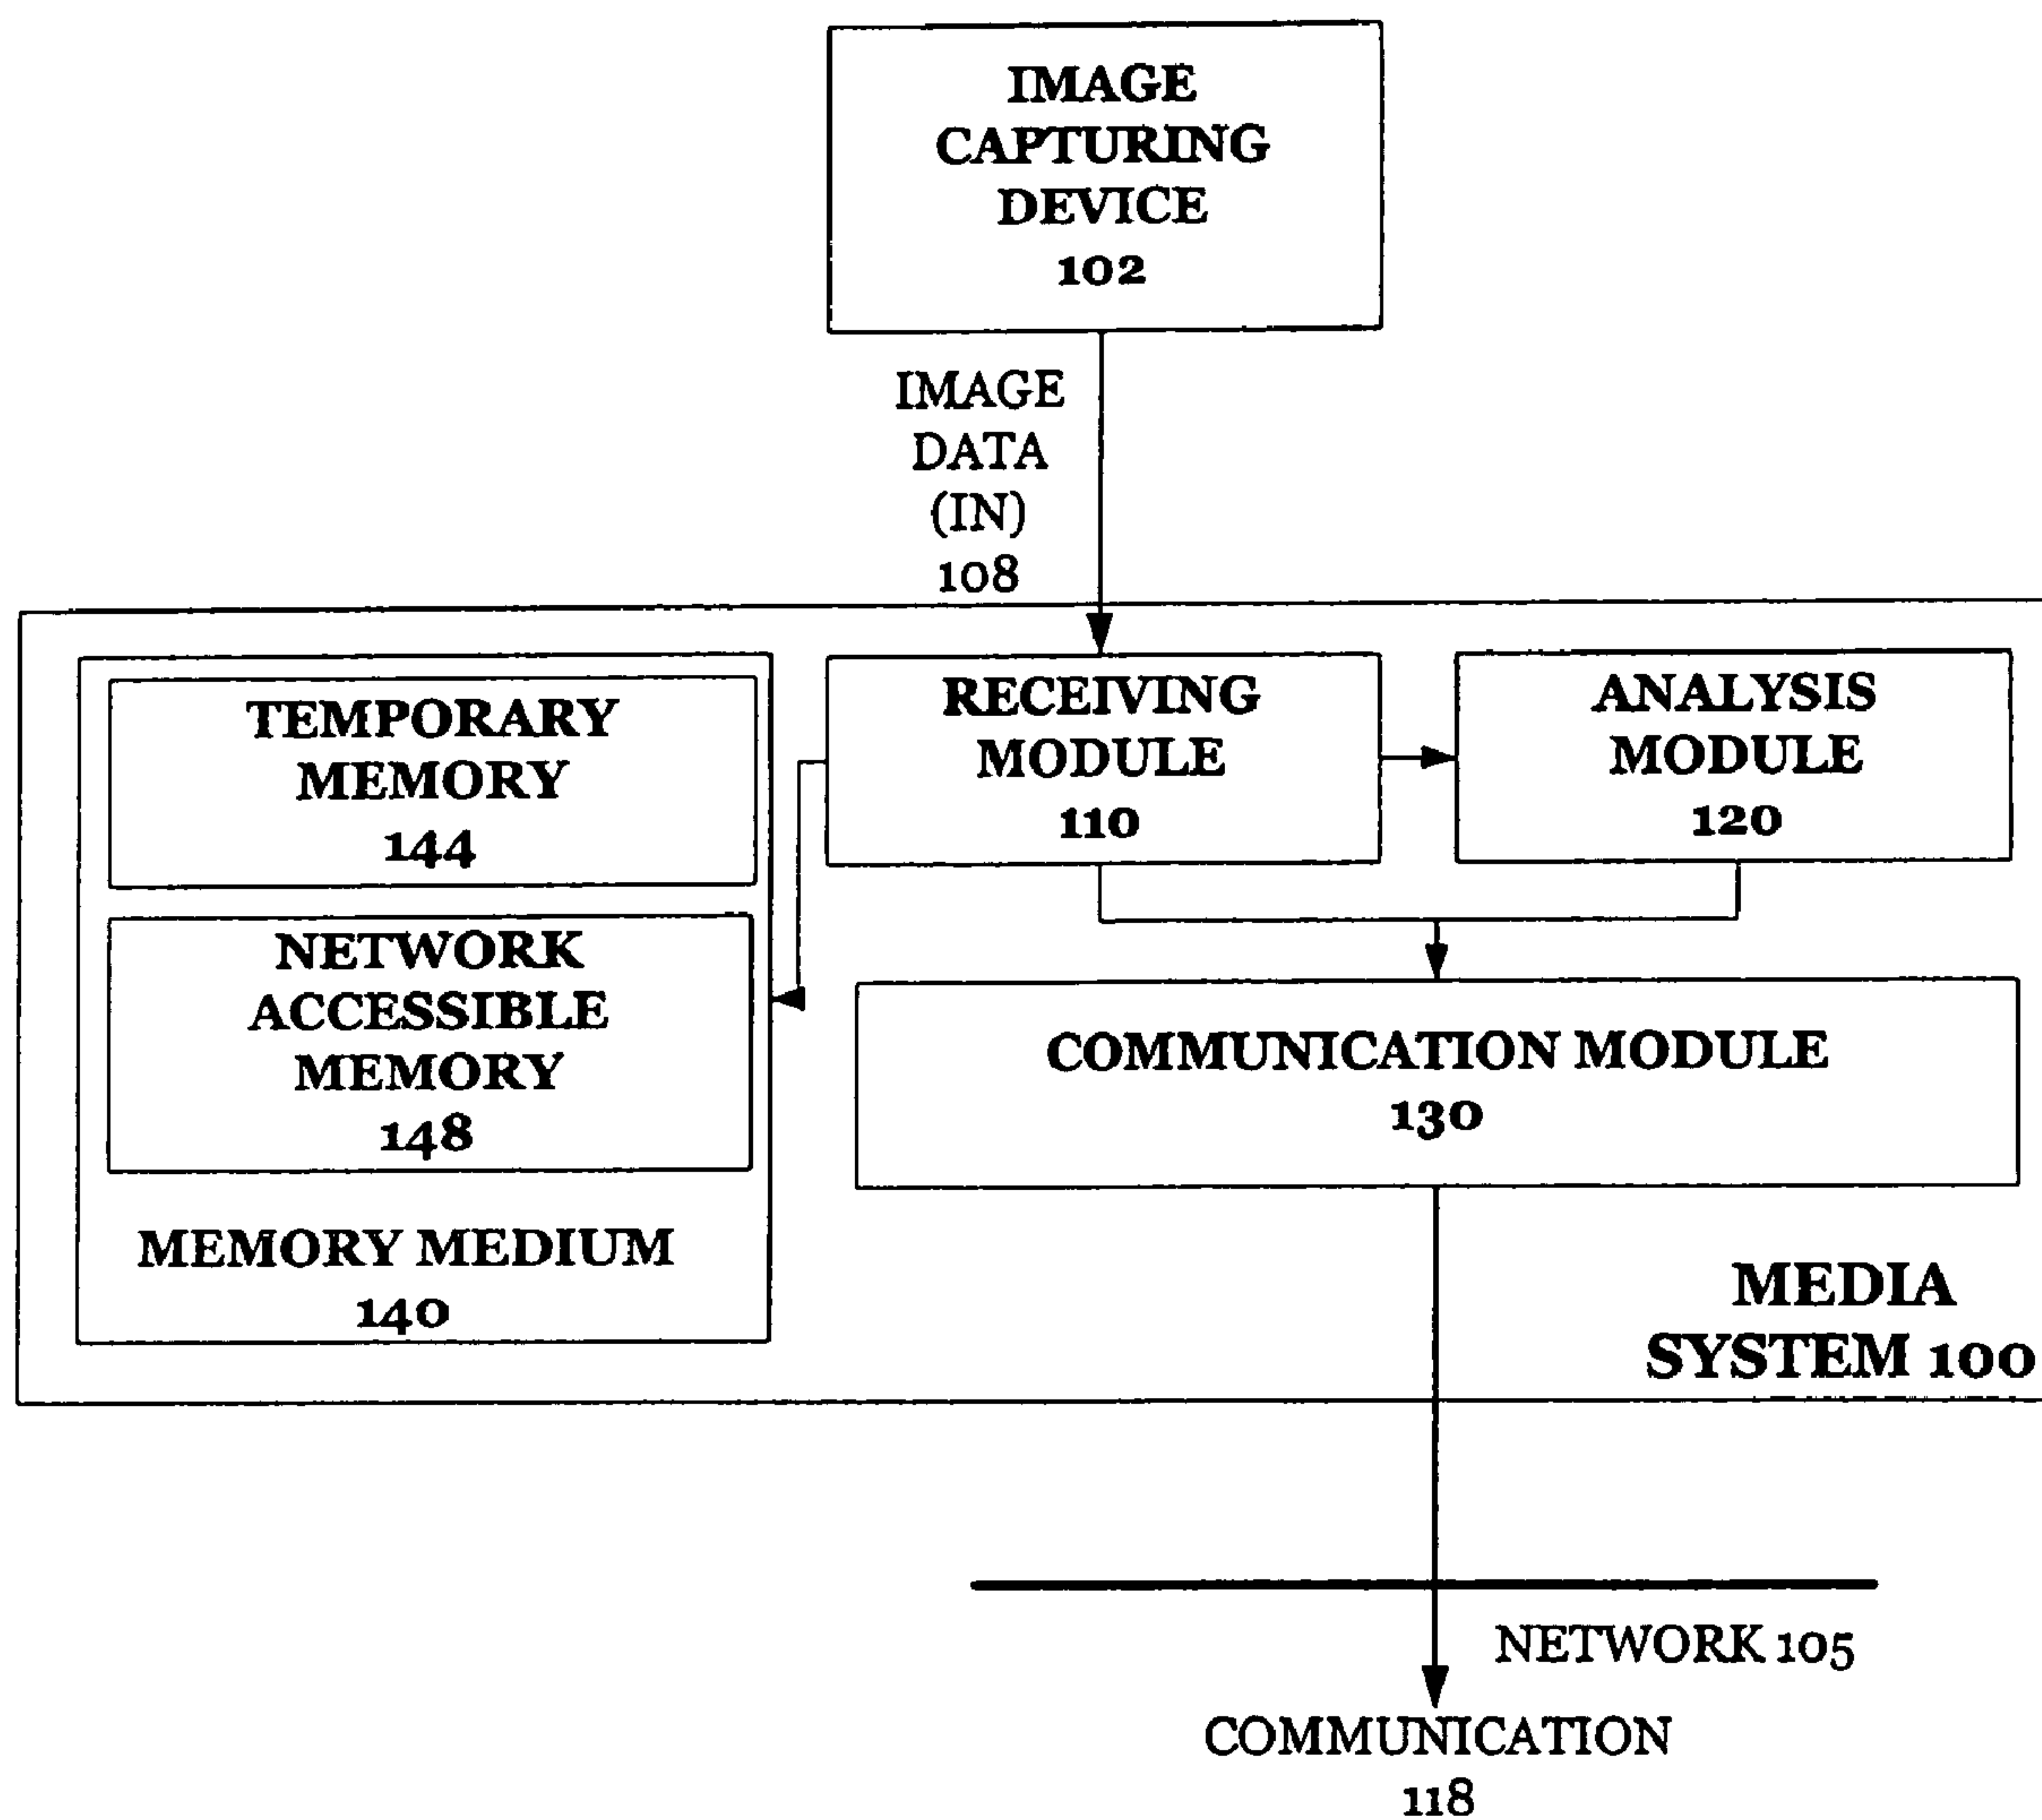 IMAGE
CAPTURING
DEVICE
102
IMAGE
DATA
(IN)
108
TEMPORARY
MEMORY
144
NETWORK
ACCESSIBLE
MEMORY
148
MEMORY MEDIUM
140
RECEIVING
MODULE
110
ANALYSIS
MODULE
120
COMMUNICATION MODULE
130
MEDIA
SYSTEM 100
NETWORK 105
COMMUNICATION
118